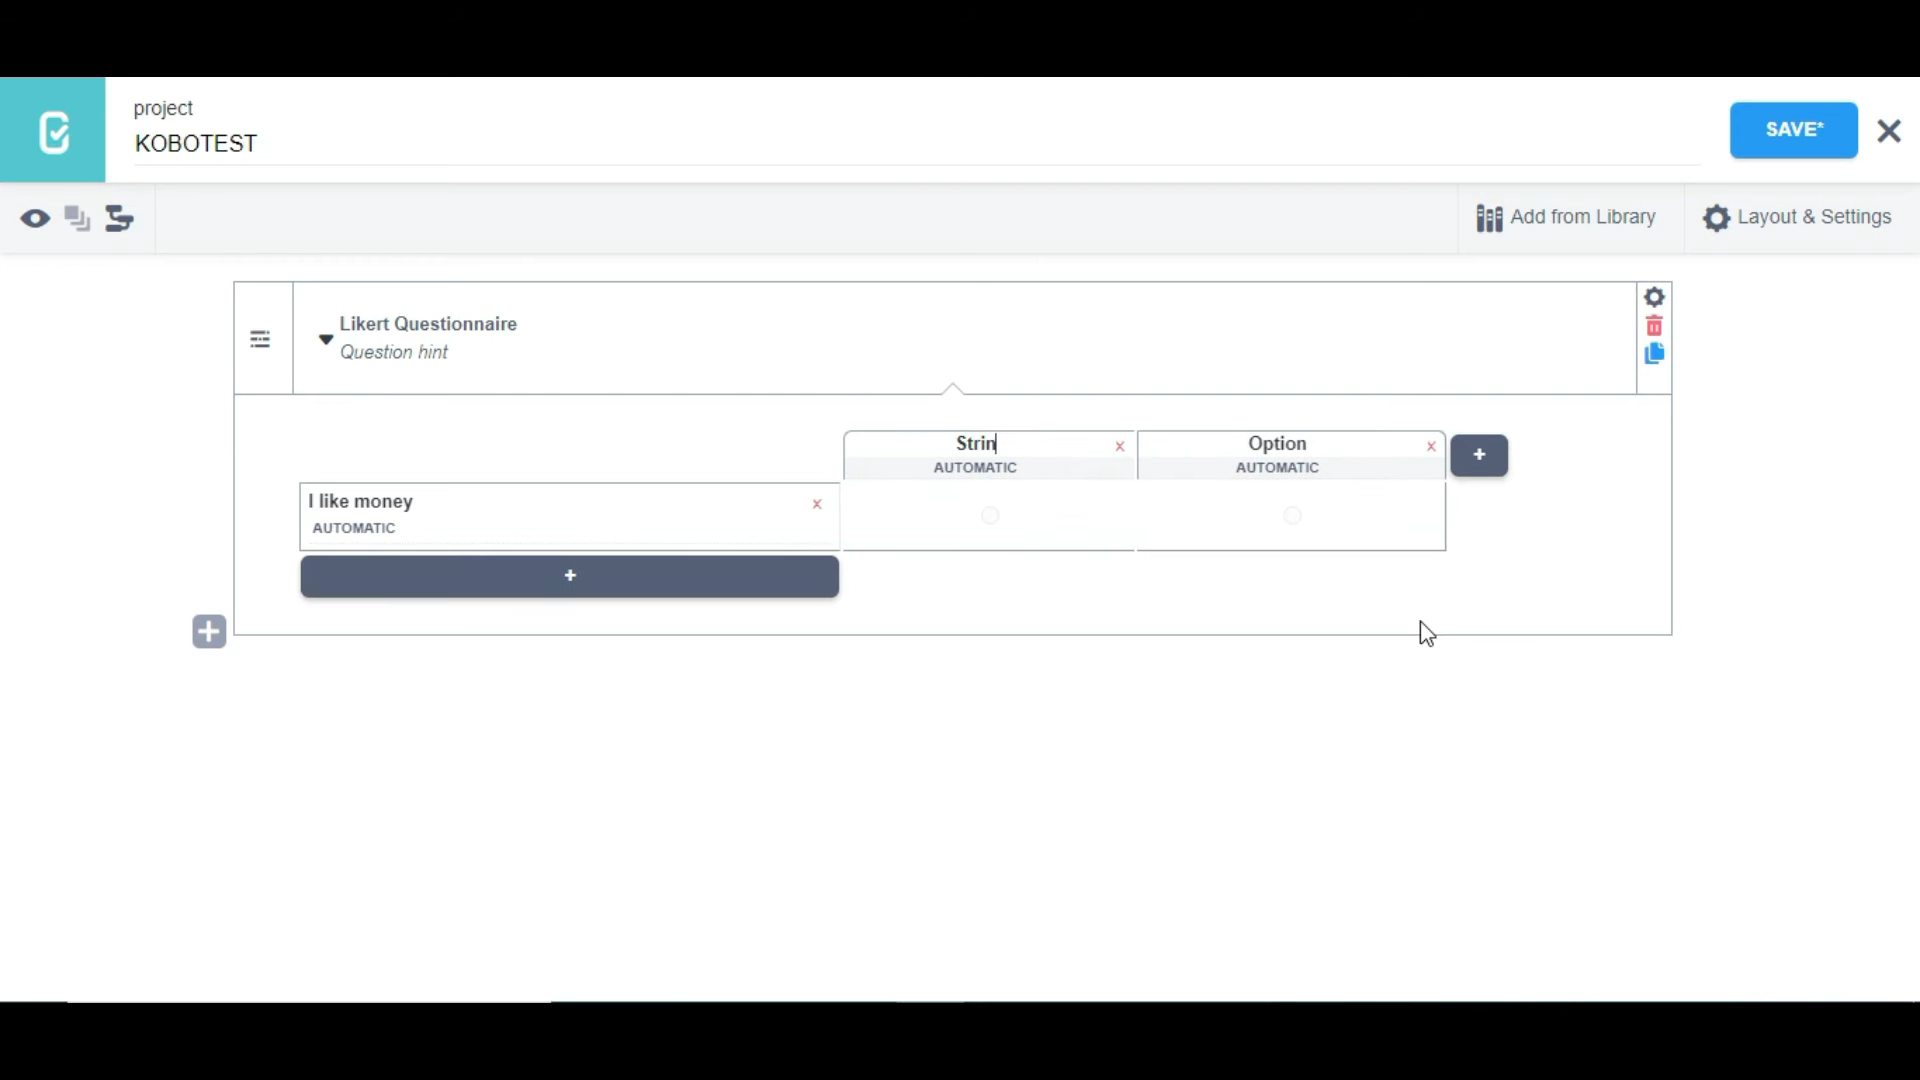 project
KOBOTEST
SAVE*
Add from Library
Layout & Settings
Likert Questionnaire
Question hint
Strin x Option x +
AUTOMATIC AUTOMATIC
I like money x
AUTOMATIC
+